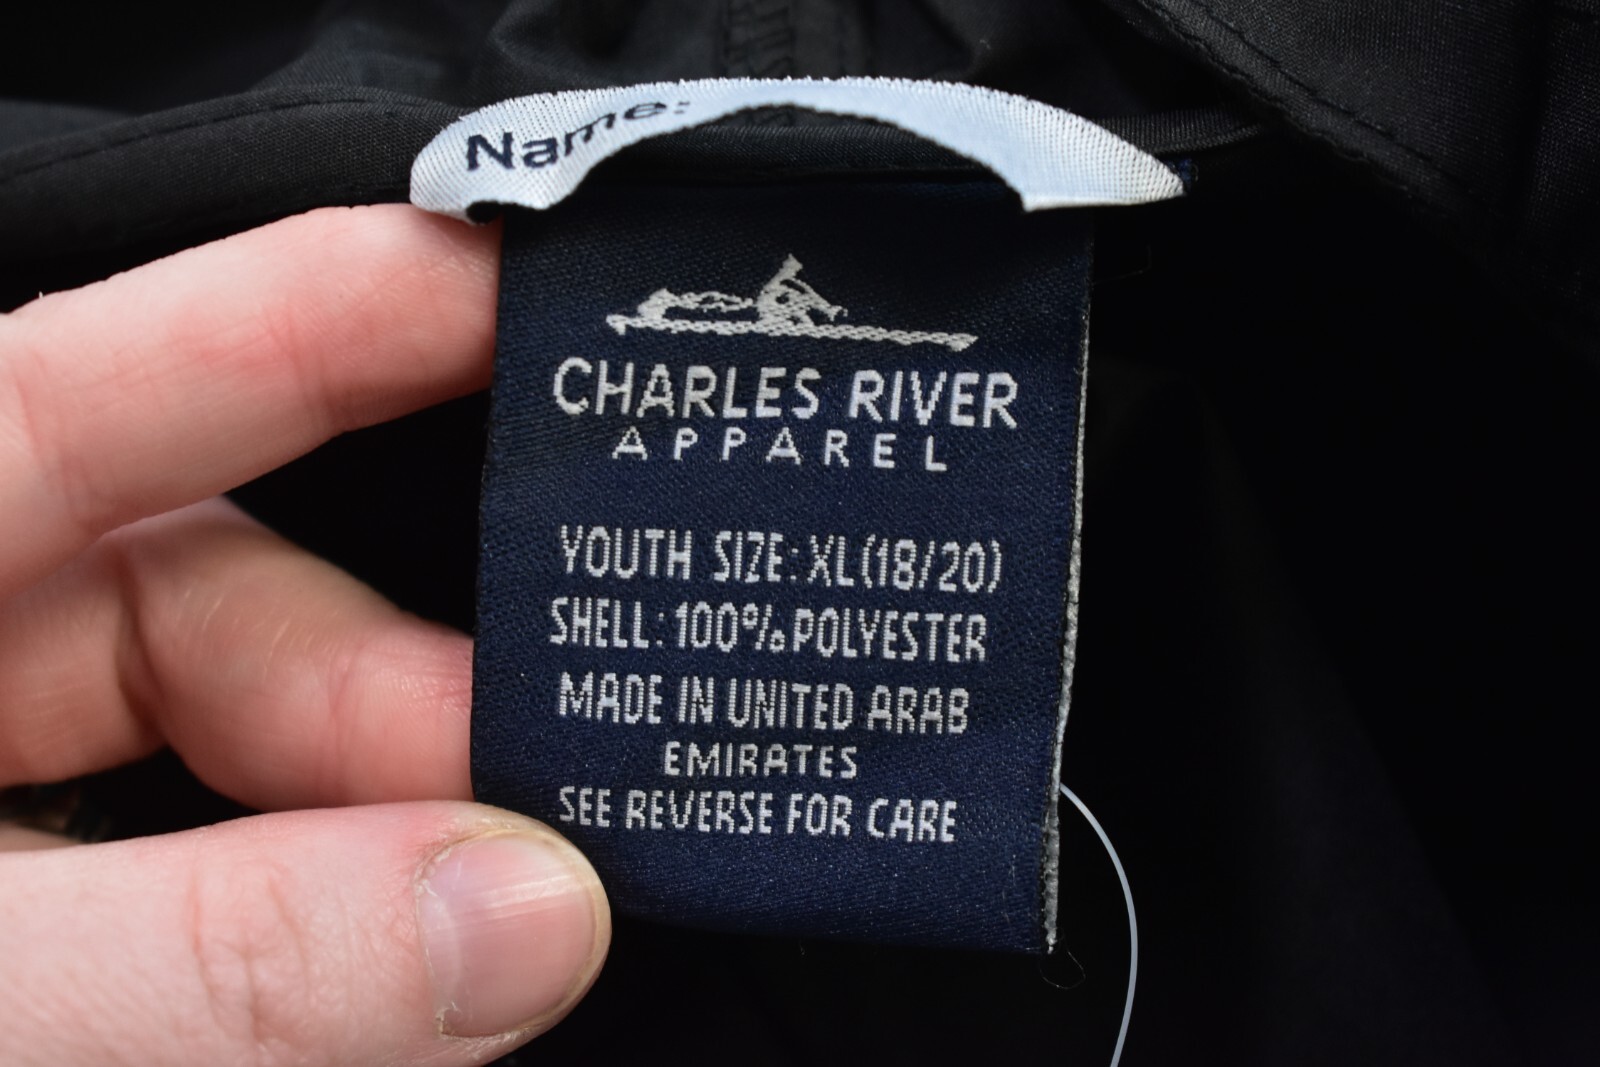 Name:
CHARLES RIVER
APPAREL
YOUTH SIZE: XL(18/20)
SHELL: 100% POLYESTER
MADE IN UNITED ARAB
EMIRATES
SEE REVERSE FOR CARE